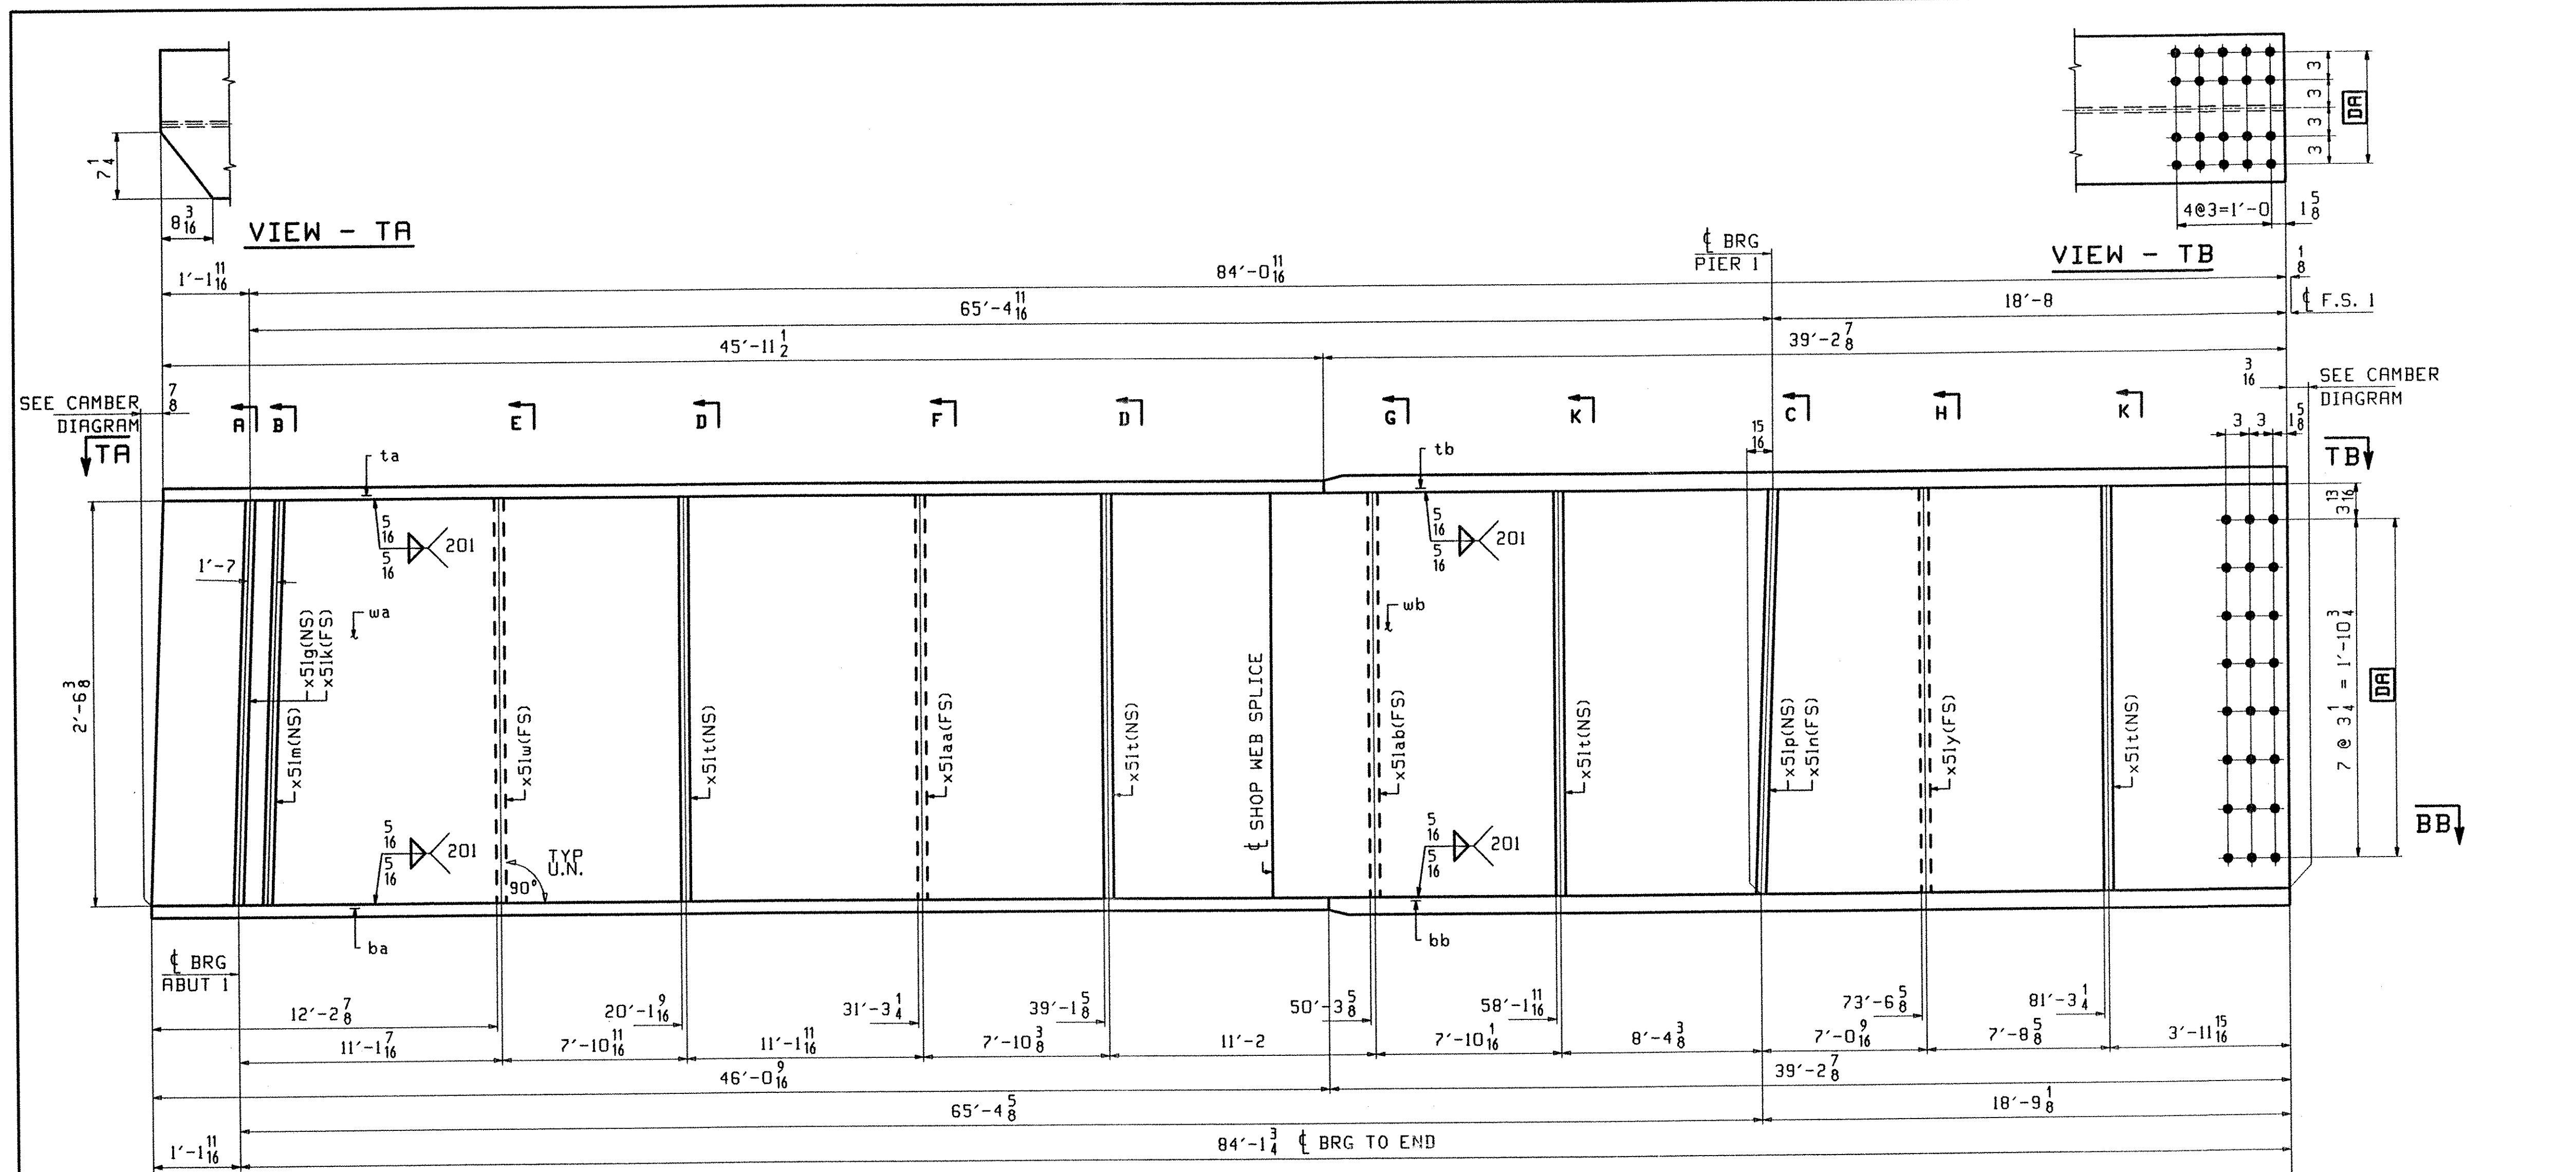 3
3
3
3
DA
7 1/4
8 3/16
VIEW - TA
4@3=1'-0
1 5/8
VIEW - TB
℄ BRG
PIER 1
1/8
℄ F.S. 1
1'-1 11/16
84'-0 11/16
65'-4 11/16
18'-8
45'-11 1/2
39'-2 7/8
SEE CAMBER
DIAGRAM
7/8
A
B
E
D
F
D
G
K
C
H
K
3/16
SEE CAMBER
DIAGRAM
TA
ta
tb
15/16
3
3
1 5/8
TB
5/16
5/16
201
5/16
5/16
201
3 13/16
1'-7
wa
wb
2'-6 3/8
x51g(NS)
x51k(FS)
x51m(NS)
x51w(FS)
x51t(NS)
x51aa(FS)
x51t(NS)
℄ SHOP WEB SPLICE
x51ab(FS)
x51t(NS)
x51p(NS)
x51n(FS)
x51y(FS)
x51t(NS)
7 @ 3 1/4 = 1'-10 3/4
DA
BB
5/16
5/16
201
90°
TYP
U.N.
5/16
5/16
201
ba
bb
℄ BRG
ABUT 1
12'-2 7/8
20'-1 9/16
31'-3 1/4
39'-1 5/8
50'-3 5/8
58'-1 11/16
73'-6 5/8
81'-3 1/4
11'-1 7/16
7'-10 11/16
11'-1 11/16
7'-10 3/8
11'-2
7'-10 1/16
8'-4 3/8
7'-0 9/16
7'-8 5/8
3'-11 15/16
46'-0 9/16
39'-2 7/8
65'-4 5/8
18'-9 1/8
1'-1 11/16
84'-1 3/4 ℄ BRG TO END